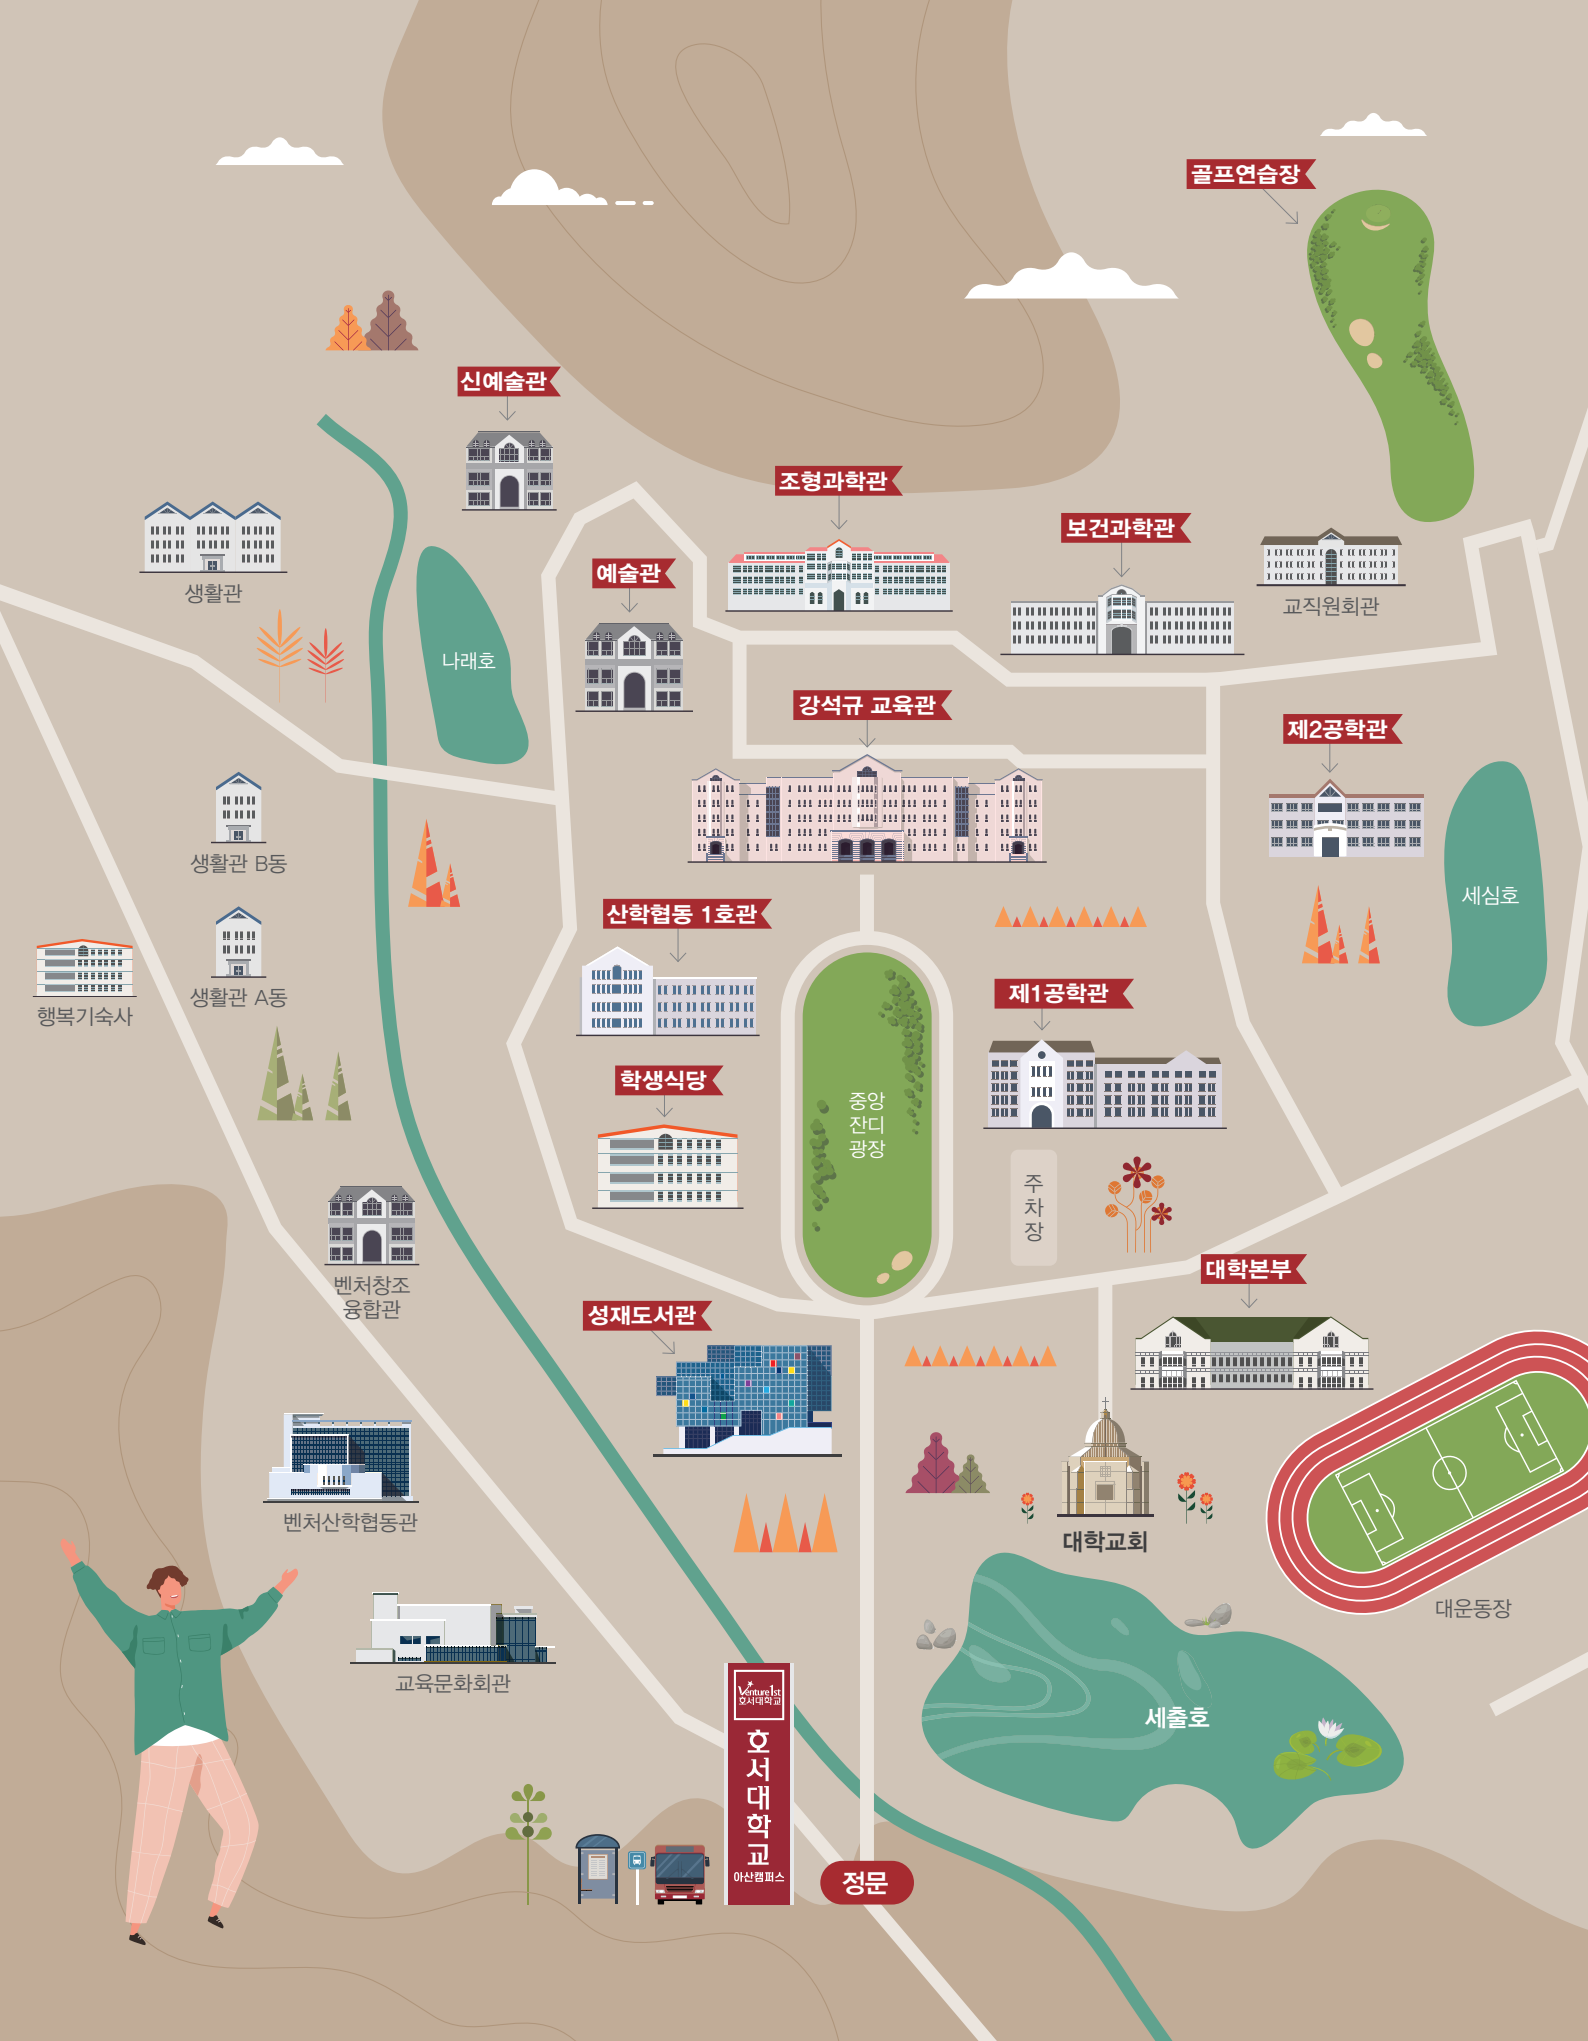 골프연습장
신예술관
조형과학관
보건과학관
생활관
예술관
교직원회관
나래호
강석규 교육관
제2공학관
생활관 B동
세심호
산학협동 1호관
생활관 A동
행복기숙사
제1공학관
학생식당
중앙
잔디
광장
주
차
장
벤처창조
융합관
대학본부
성재도서관
벤처산학협동관
대학교회
대운동장
교육문화회관
세출호
Venture1st
호서대학교
호
서
대
학
교
아산캠퍼스
정문